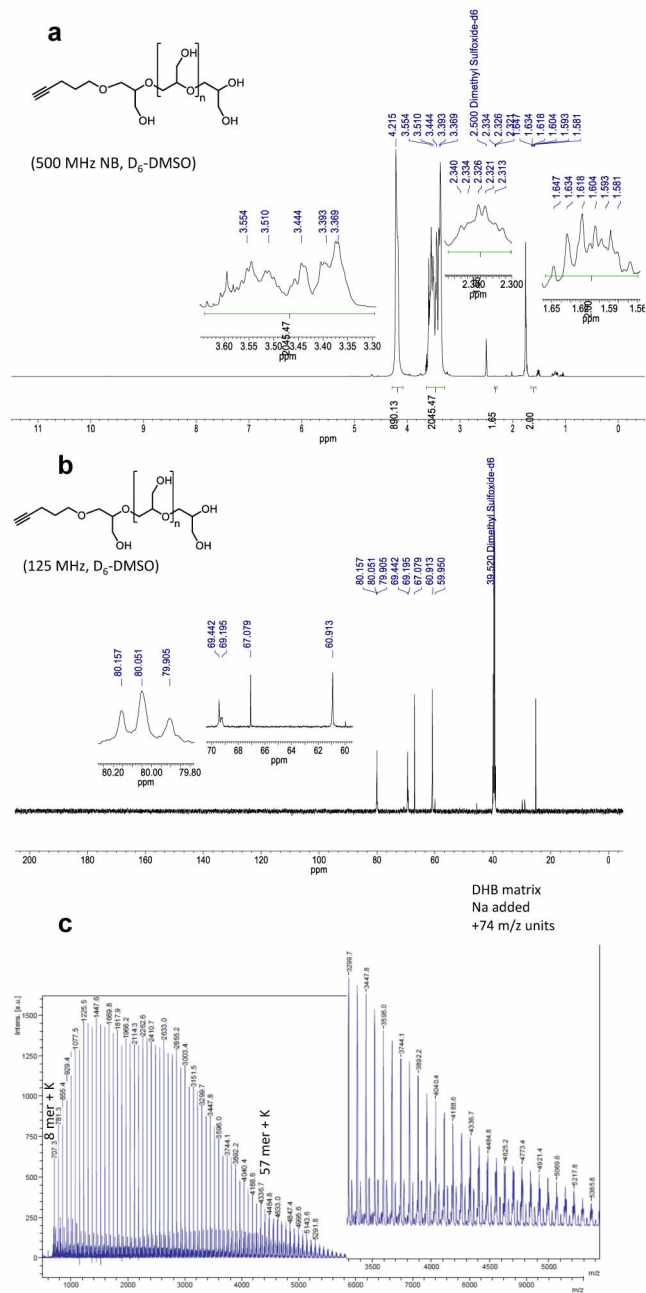 a
OH
O
O
O
OH
n
OH
OH
(500 MHz NB, D₆-DMSO)
4.215
3.554
3.510
3.444
3.393
3.369
2.500 Dimethyl Sulfoxide-d6
2.334
2.326
2.321
1.647
1.634
1.618
1.604
1.593
1.581
2.340
2.334
2.326
2.321
2.313
1.647
1.634
1.618
1.604
1.593
1.581
3.554
3.510
3.444
3.393
3.369
2045.47
3.60 3.55 3.50 3.45 3.40 3.35 3.30
ppm
2.300
ppm
1.65 1.59 1.56
ppm
890.13
2045.47
1.65
2.00
11 10 9 8 7 6 5 4 3 2 1 0
ppm
b
OH
O
O
O
OH
n
OH
OH
(125 MHz, D₆-DMSO)
80.157
80.051
79.905
69.442
69.195
67.079
60.913
59.950
39.520 Dimethyl Sulfoxide-d6
80.157
80.051
79.905
69.442
69.195
67.079
60.913
80.20 80.00 79.80
ppm
70 68 66 64 62 60
ppm
200 180 160 140 120 100 80 60 40 20 0
ppm
DHB matrix
Na added
+74 m/z units
c
Intens. [a.u.]
1500
1250
1000
750
500
250
0
8 mer + K
57 mer + K
707.3
781.3
855.4
929.4
1077.5
1225.5
1447.6
1669.8
1817.9
1966.2
2114.3
2262.6
2410.7
2633.0
2855.2
3003.4
3151.5
3299.7
3447.8
3596.0
3744.1
3892.2
4040.4
4188.6
4336.7
4484.8
4633.0
4847.4
4995.6
5143.6
5291.8
3299.7
3447.8
3596.0
3744.1
3892.2
4040.4
4188.6
4336.7
4484.8
4625.2
4773.4
4921.4
5069.6
5217.8
5365.8
3500 4000 4500 5000
m/z
1000 2000 3000 4000 5000 6000 7000 8000 9000
m/z